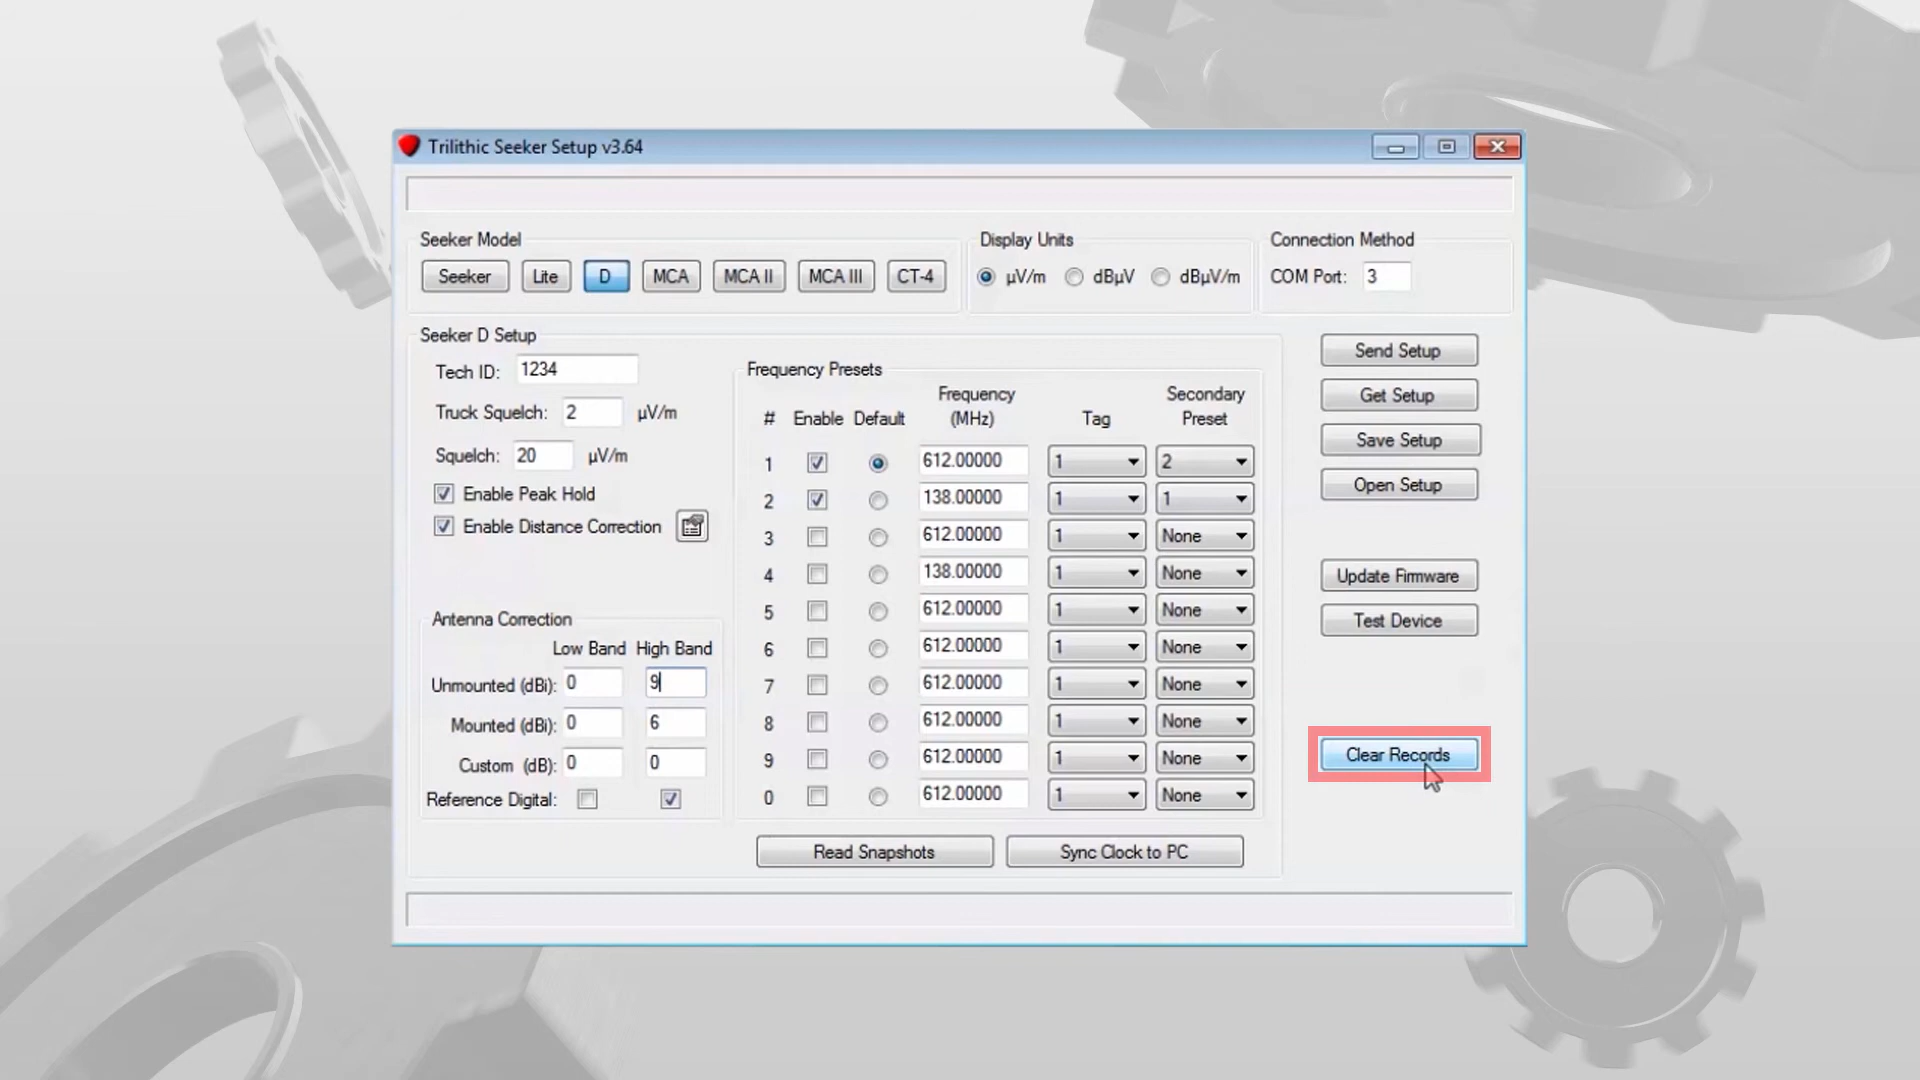 Trilithic Seeker Setup v3.64
Seeker Model
Seeker Lite D MCA MCA II MCA III CT-4
Display Units
µV/m dBµV dBµV/m
Connection Method
COM Port: 3
Seeker D Setup
Tech ID: 1234
Truck Squelch: 2 µV/m
Squelch: 20 µV/m
Enable Peak Hold
Enable Distance Correction
Antenna Correction
Low Band High Band
Unmounted (dBi): 0 9
Mounted (dBi): 0 6
Custom (dB): 0 0
Reference Digital:
Frequency Presets
# Enable Default Frequency (MHz) Tag Secondary Preset
1 612.00000 1 2
2 138.00000 1 1
3 612.00000 1 None
4 138.00000 1 None
5 612.00000 1 None
6 612.00000 1 None
7 612.00000 1 None
8 612.00000 1 None
9 612.00000 1 None
0 612.00000 1 None
Read Snapshots Sync Clock to PC
Send Setup
Get Setup
Save Setup
Open Setup
Update Firmware
Test Device
Clear Records